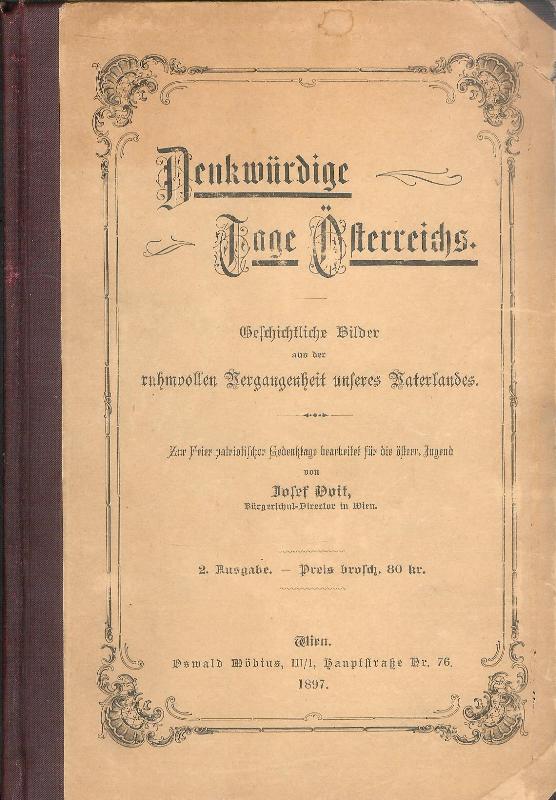 Denkwürdige
Tage Österreichs.
Geschichtliche Bilder
aus der
ruhmvollen Vergangenheit unseres Vaterlandes.
Zur Feier patriotischer Gedenktage bearbeitet für die österr. Jugend
von
Josef Voit,
Bürgerschul-Director in Wien.
2. Ausgabe. — Preis brosch. 80 kr.
Wien.
Oswald Möbius, III/1, Hauptstraße Nr. 76.
1897.